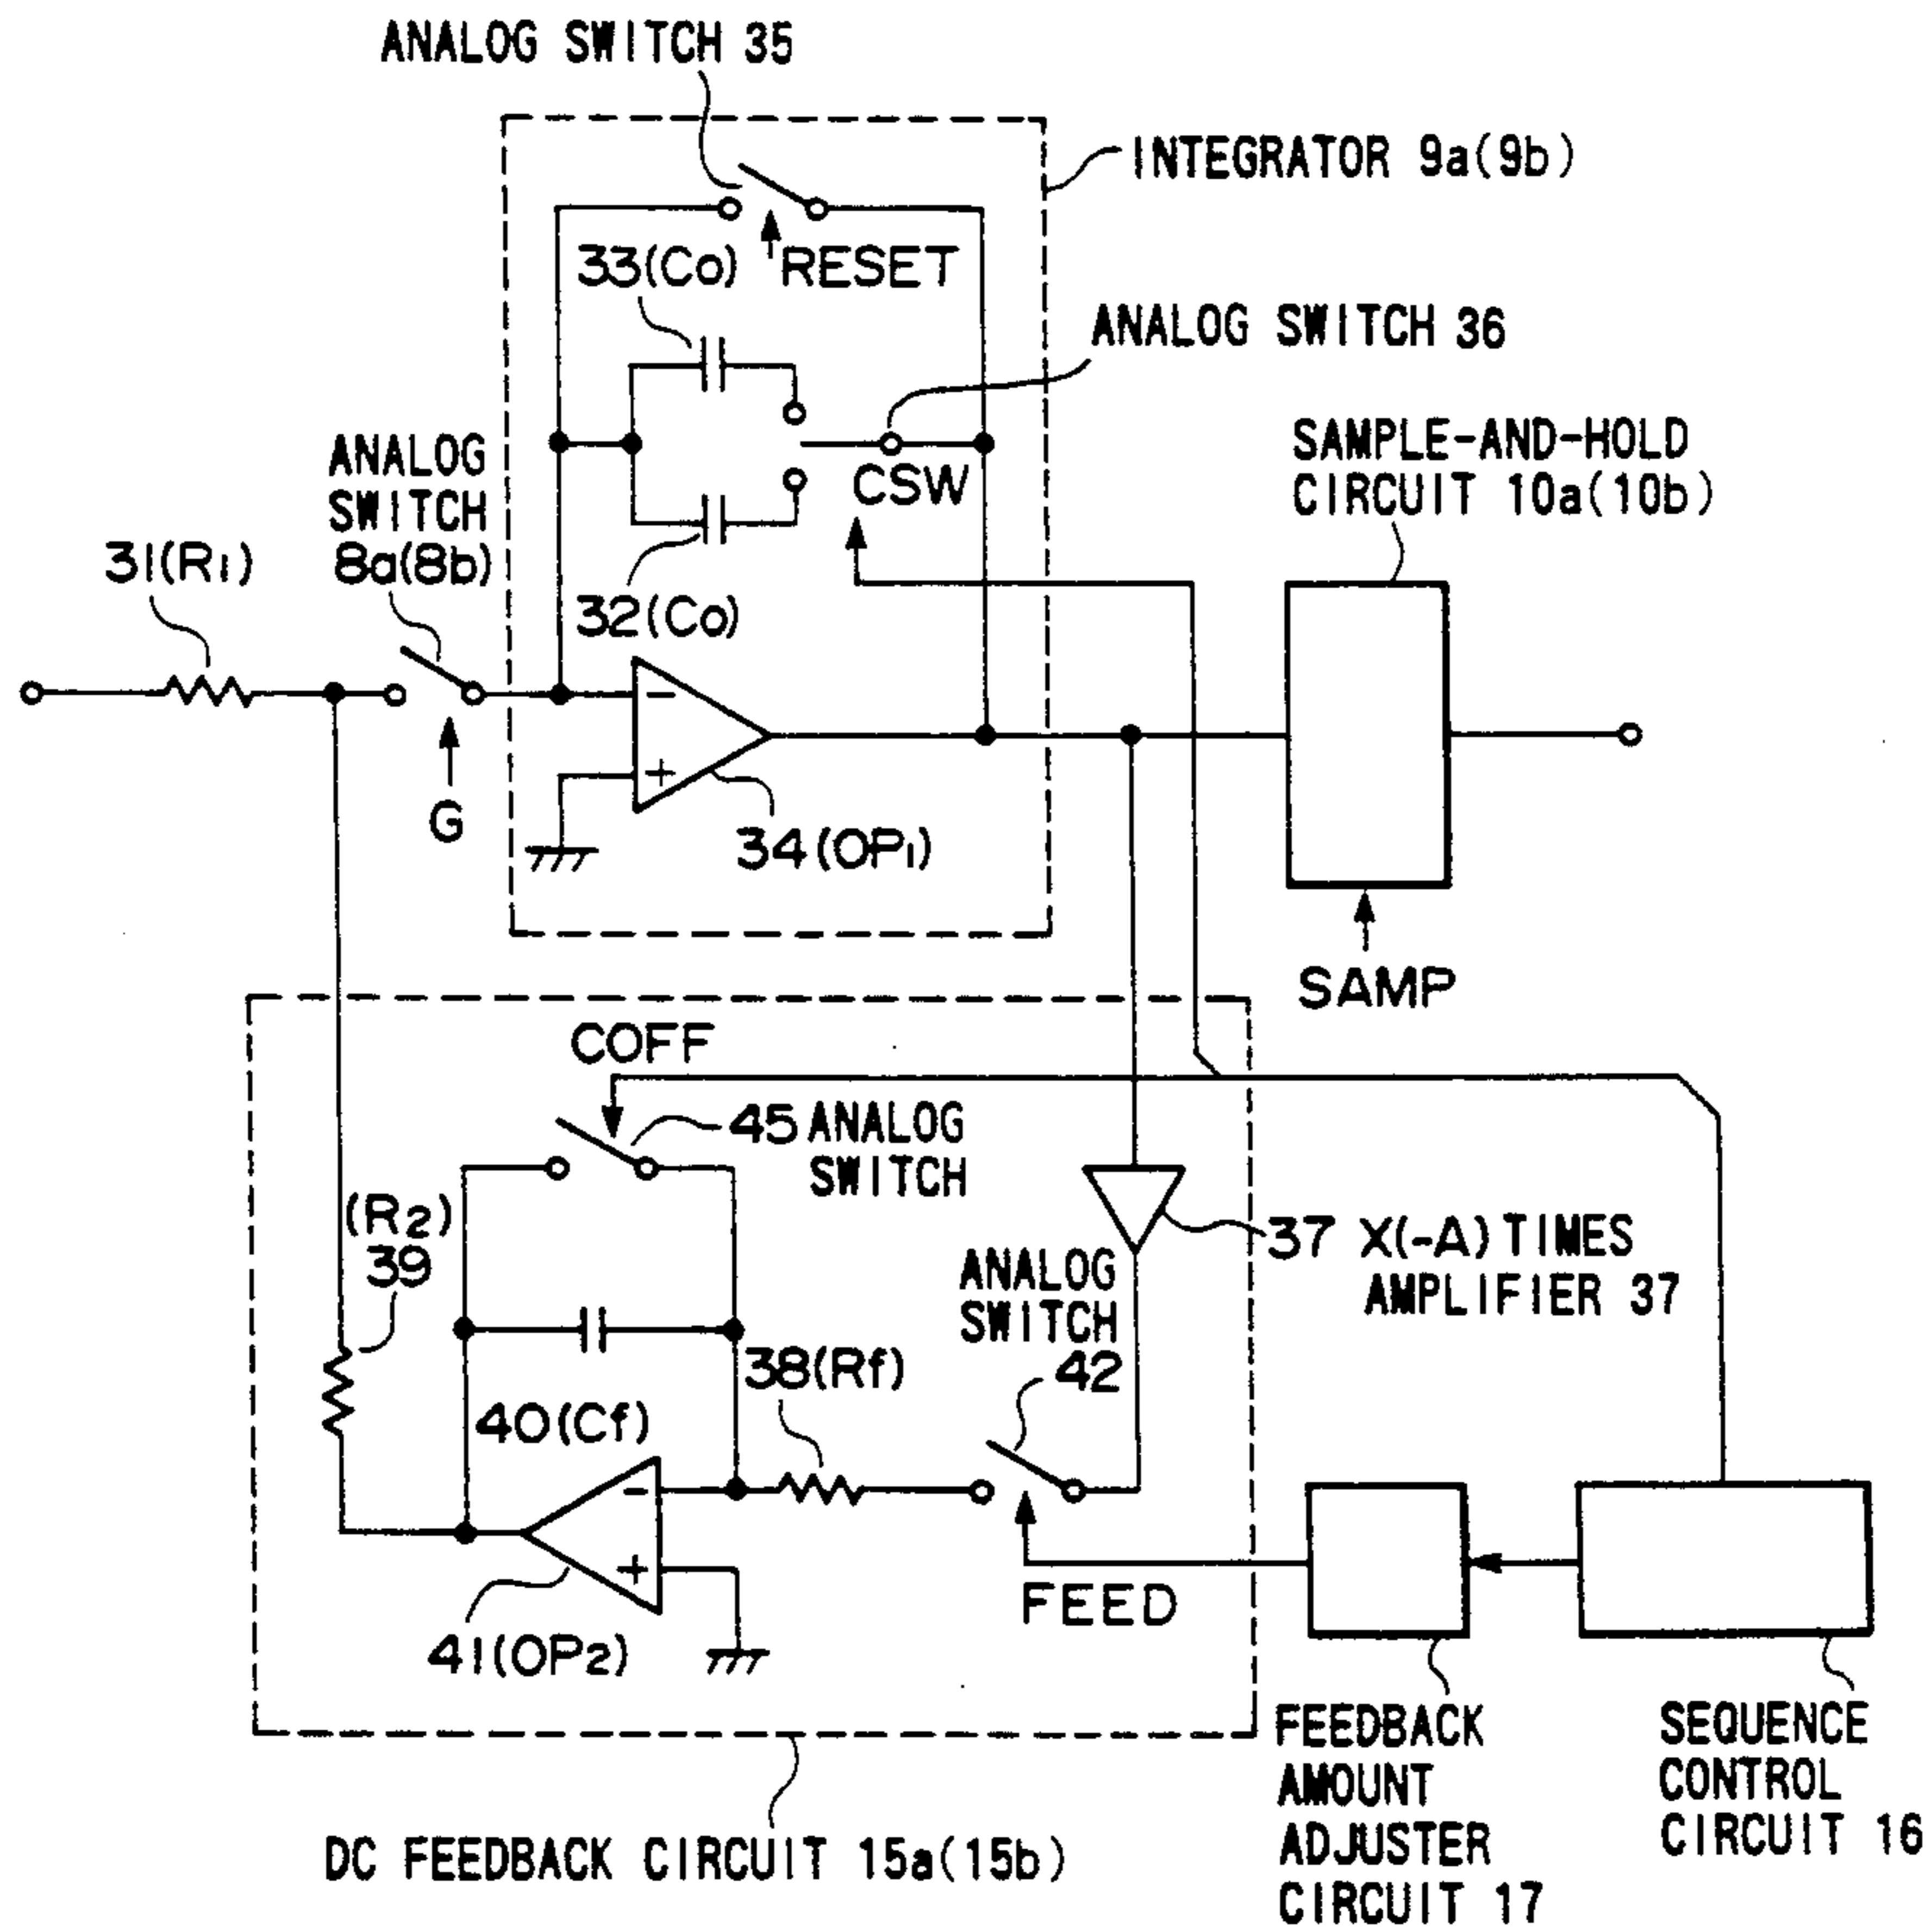 ANALOG SWITCH 35
INTEGRATOR 9a(9b)
33(Co)
RESET
ANALOG SWITCH 36
ANALOG
SWITCH
8a(8b)
CSW
SAMPLE-AND-HOLD
CIRCUIT 10a(10b)
31(R1)
32(Co)
−
+
G
34(OP1)
SAMP
COFF
45 ANALOG
SWITCH
(R2)
39
37 X(-A) TIMES
AMPLIFIER 37
ANALOG
SWITCH
42
38(Rf)
40(Cf)
-
+
FEED
41(OP2)
FEEDBACK
AMOUNT
ADJUSTER
CIRCUIT 17
SEQUENCE
CONTROL
CIRCUIT 16
DC FEEDBACK CIRCUIT 15a(15b)